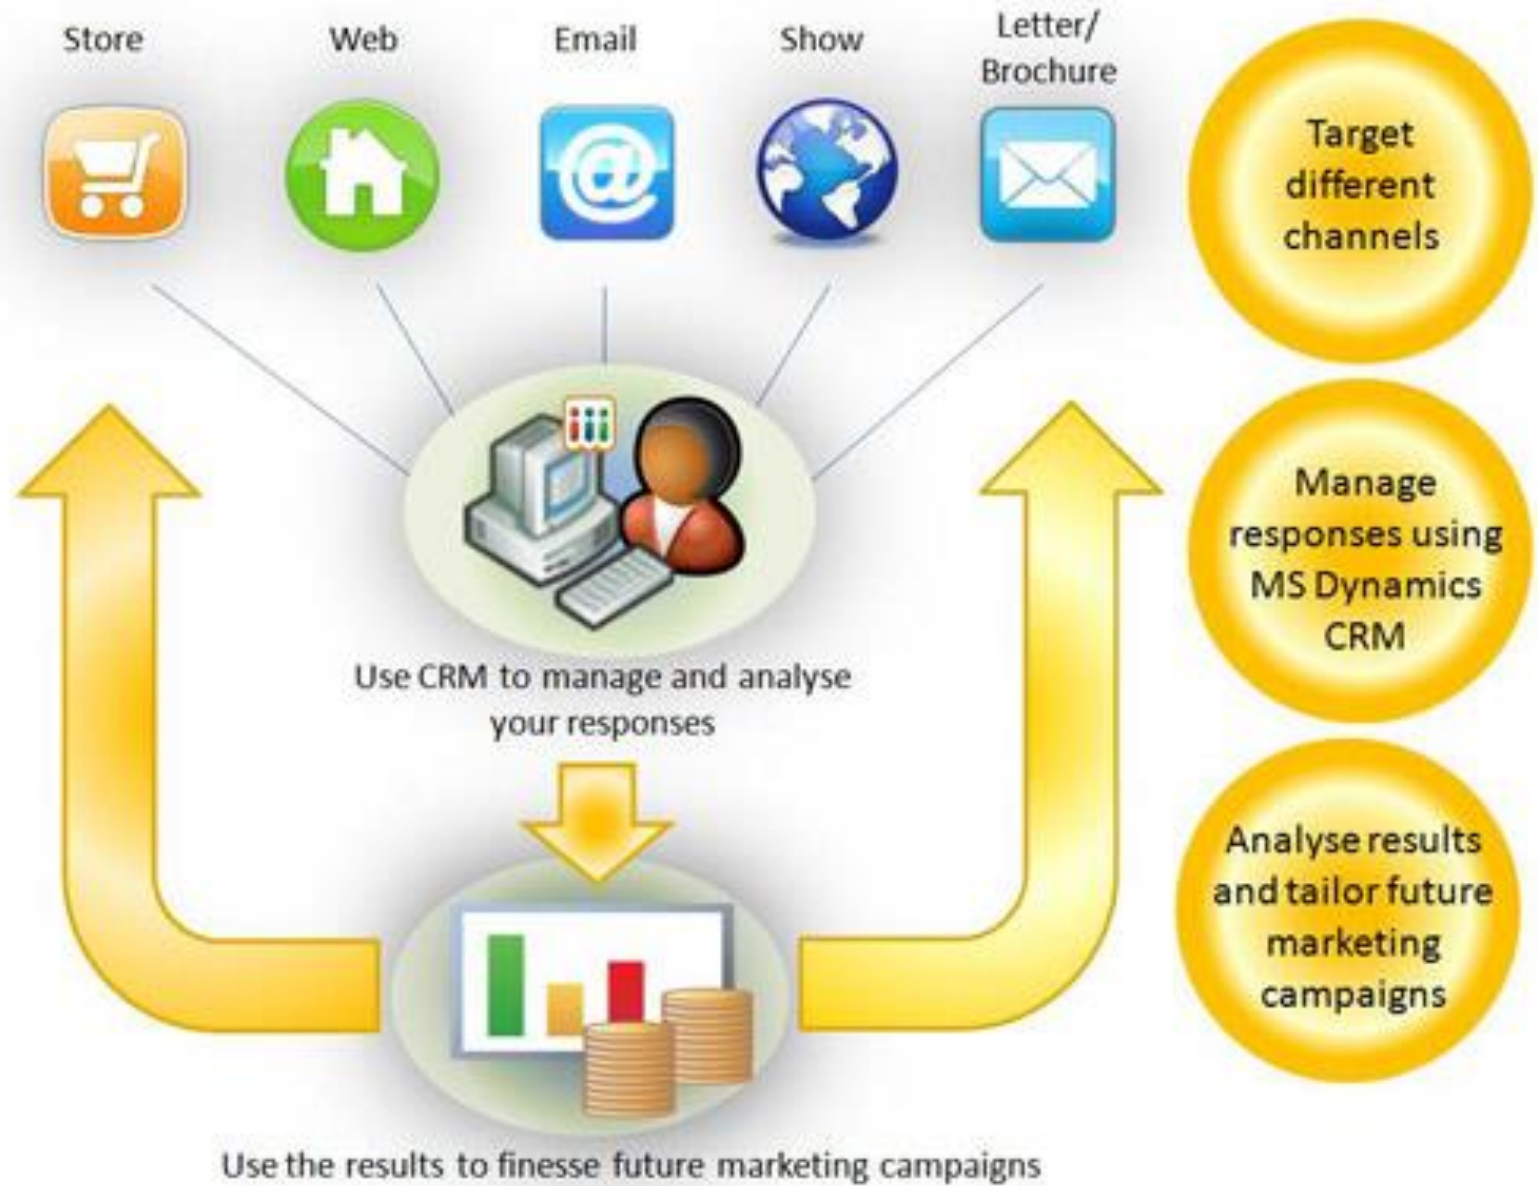 Store
Web
Email
Show
Letter/
Brochure
Target
different
channels
Manage
responses using
MS Dynamics
CRM
Use CRM to manage and analyse
your responses
Analyse results
and tailor future
marketing
campaigns
Use the results to finesse future marketing campaigns